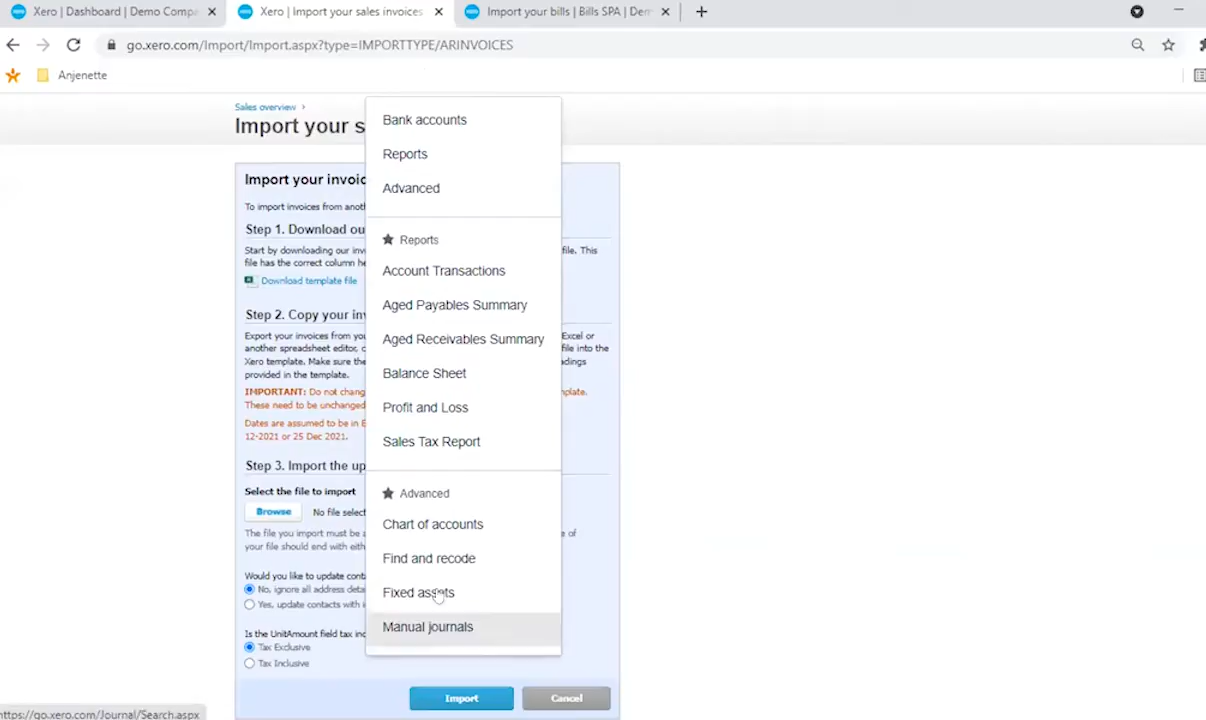 Xero | Dashboard | Demo Compa
Xero | Import your sales invoices
Import your bills | Bills SPA | Dem
go.xero.com/Import/Import.aspx?type=IMPORTTYPE/ARINVOICES
Anjenette
Sales overview ›
Import your s
Bank accounts
Reports
Advanced
Reports
Account Transactions
Aged Payables Summary
Aged Receivables Summary
Balance Sheet
Profit and Loss
Sales Tax Report
Advanced
Chart of accounts
Find and recode
Fixed assets
Manual journals
Import your invoic
To import invoices from anot
Step 1. Download ou
Start by downloading our inv file. This
file has the correct column he
Download template file
Step 2. Copy your inv
Export your invoices from you Excel or
another spreadsheet editor, c file into the
Xero template. Make sure the adings
provided in the template.
IMPORTANT: Do not chang plate.
These need to be unchanged
Dates are assumed to be in E
12-2021 or 25 Dec 2021.
Step 3. Import the up
Select the file to import
Browse No file select
The file you import must be a e of
your file should end with eith
Would you like to update cont
No, ignore all address detai
Yes, update contacts with i
Is the UnitAmount field tax inc
Tax Exclusive
Tax Inclusive
Import Cancel
https://go.xero.com/Journal/Search.aspx